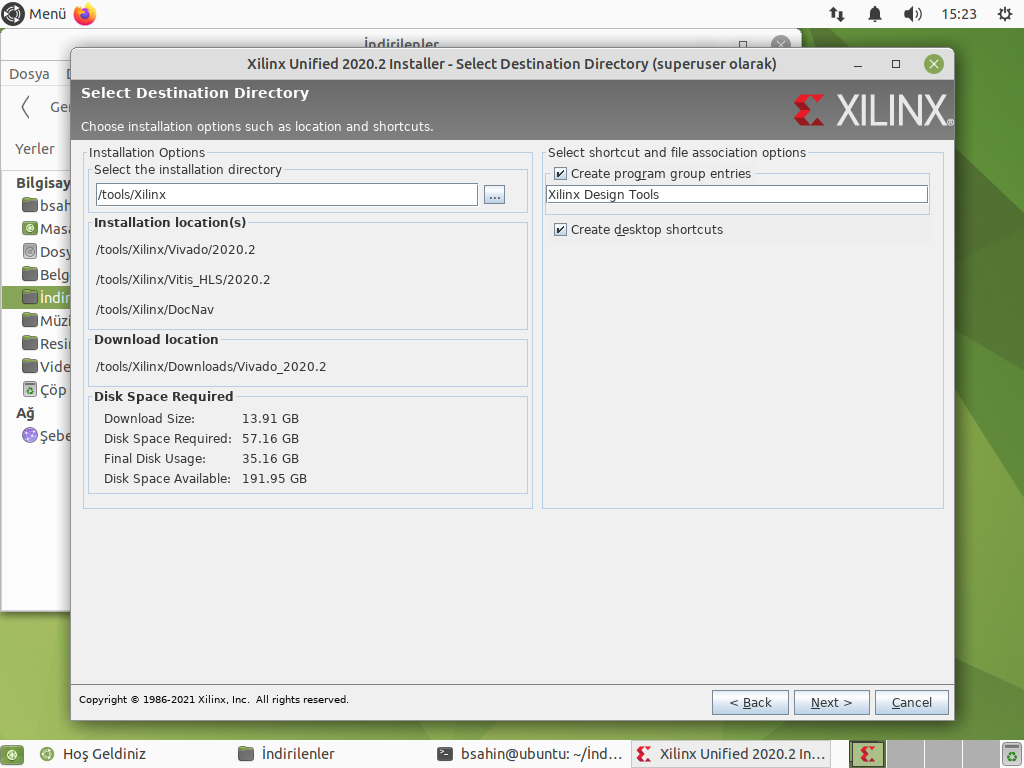 Menü
15:23
İndirilenler
Dosya
Xilinx Unified 2020.2 Installer - Select Destination Directory (superuser olarak)
Select Destination Directory
Choose installation options such as location and shortcuts.
XILINX®
Yerler
Installation Options
Select the installation directory
/tools/Xilinx
...
Installation location(s)
/tools/Xilinx/Vivado/2020.2
/tools/Xilinx/Vitis_HLS/2020.2
/tools/Xilinx/DocNav
Download location
/tools/Xilinx/Downloads/Vivado_2020.2
Disk Space Required
Download Size: 13.91 GB
Disk Space Required: 57.16 GB
Final Disk Usage: 35.16 GB
Disk Space Available: 191.95 GB
Select shortcut and file association options
Create program group entries
Xilinx Design Tools
Create desktop shortcuts
Bilgisay
bsah
Masa
Dosy
Belg
İndir
Müzi
Resi
Vide
Çöp
Ağ
Şebe
Copyright © 1986-2021 Xilinx, Inc. All rights reserved.
< Back
Next >
Cancel
Hoş Geldiniz
İndirilenler
bsahin@ubuntu: ~/İnd...
Xilinx Unified 2020.2 In...